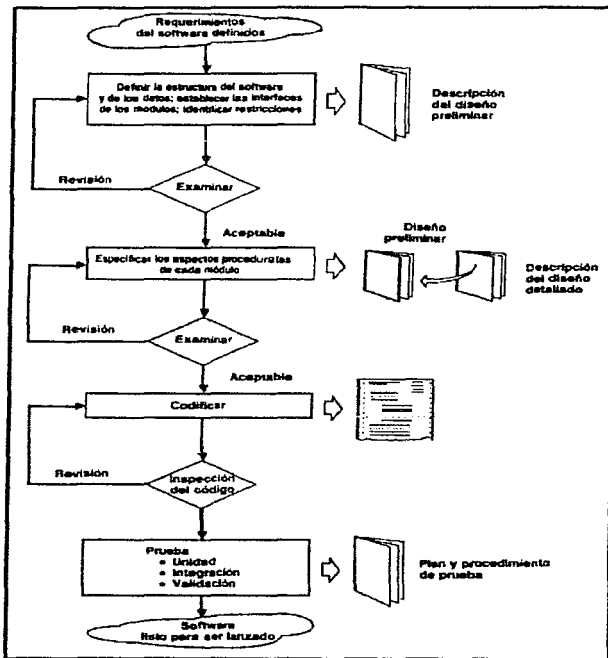 Requerimientos
del software definidos
Definir la estructura del software
y de los datos; establecer las interfaces
de los modulos; identificar restricciones
Descripción
del diseño
preliminar
Revisión
Examinar
Aceptable
Especificar los aspectos procedurales
de cada módulo
Diseño
preliminar
Descripción
del diseño
detallado
Revisión
Examinar
Aceptable
Codificar
Revisión
Inspección
del código
Prueba
• Unidad
• Integración
• Validación
Plan y procedimiento
de prueba
Software
listo para ser lanzado